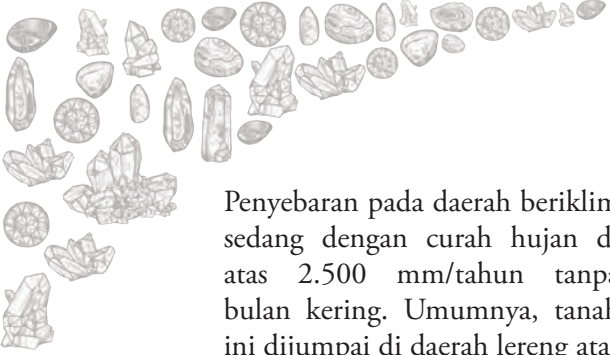 Penyebaran pada daerah beriklim
sedang dengan curah hujan di
atas 2.500 mm/tahun tanpa
bulan kering. Umumnya, tanah
ini dijumpai di daerah lereng atas